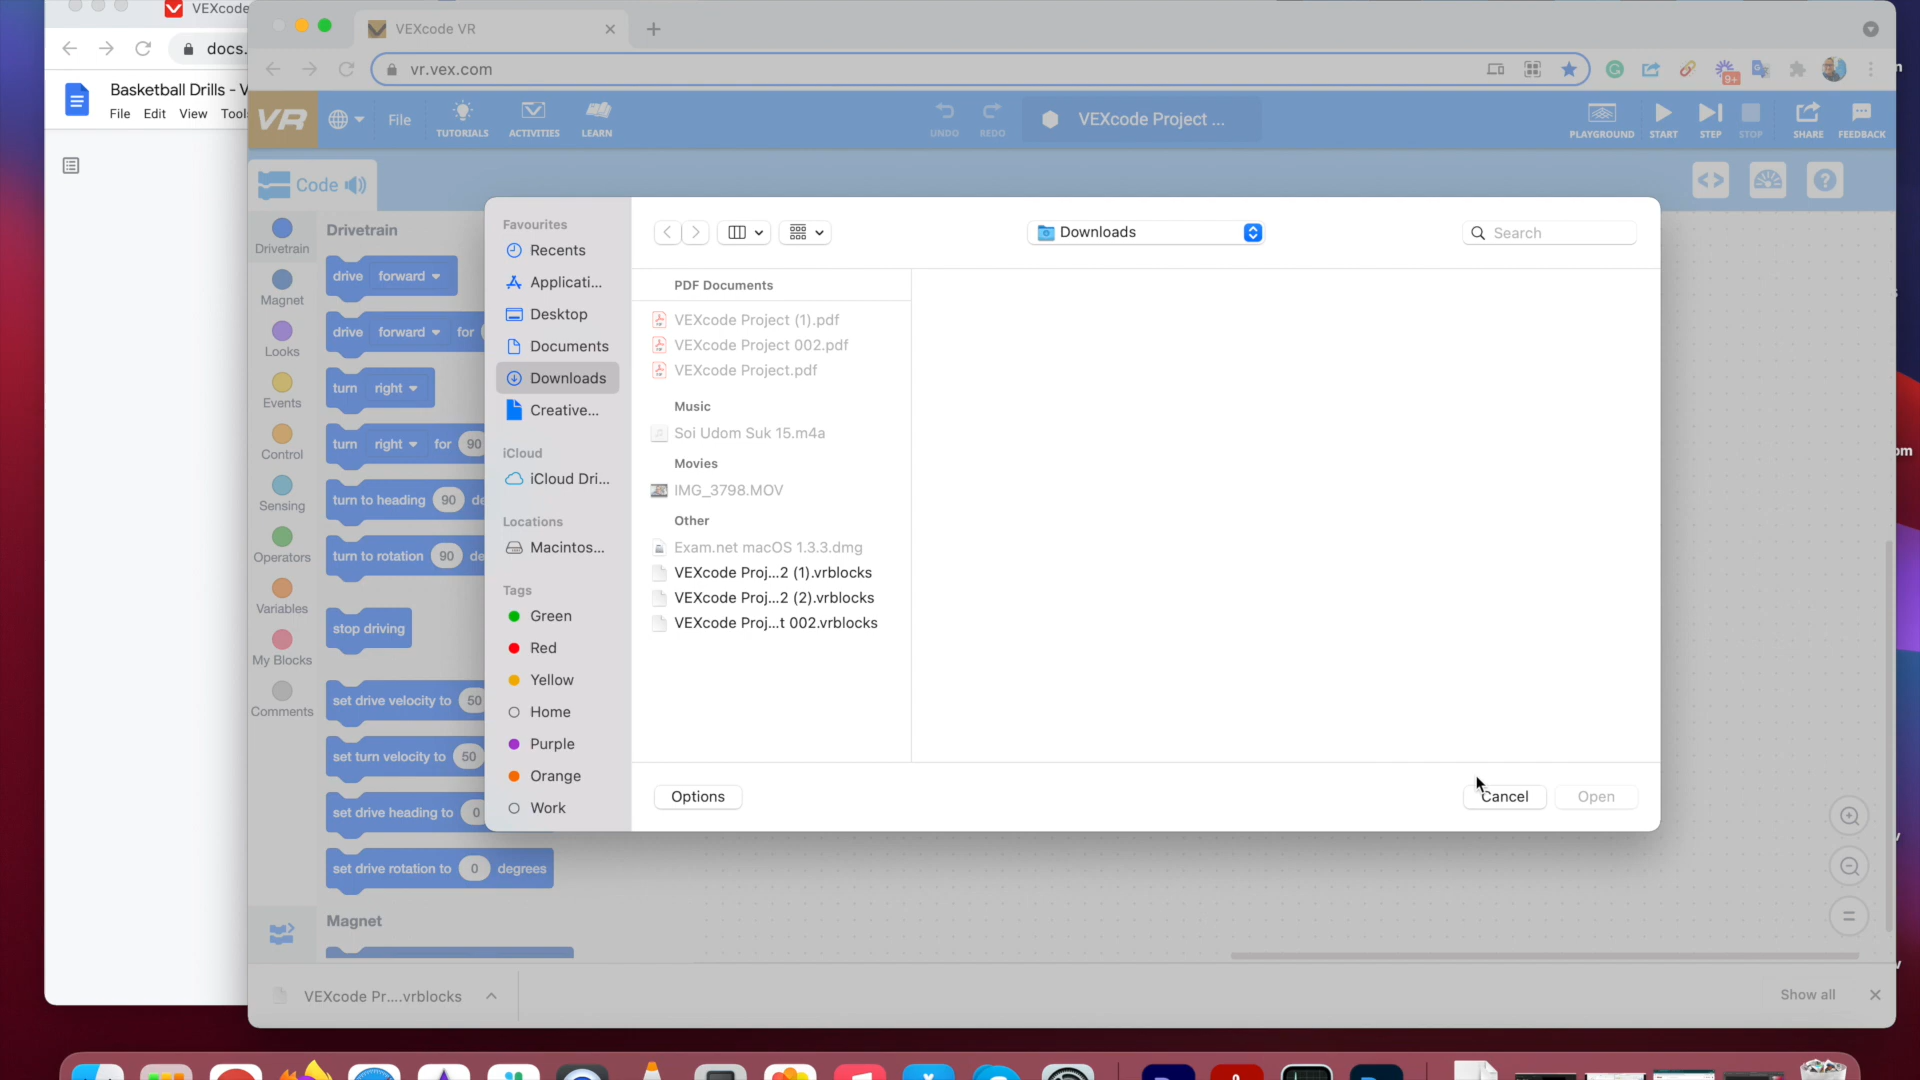 VEXcode
docs.
Basketball Drills - V
File Edit View Tools
VEXcode VR
vr.vex.com
9+
VR
File
TUTORIALS
ACTIVITIES
LEARN
UNDO
REDO
VEXcode Project ...
PLAYGROUND
START
STEP
STOP
SHARE
FEEDBACK
Code
Drivetrain
Magnet
Looks
Events
Control
Sensing
Operators
Variables
My Blocks
Comments
Drivetrain
drive forward
drive forward for
turn right
turn right for 90
turn to heading 90 de
turn to rotation 90 de
stop driving
set drive velocity to 50
set turn velocity to 50
set drive heading to 0
set drive rotation to 0 degrees
Magnet
Favourites
Recents
Applicati...
Desktop
Documents
Downloads
Creative...
iCloud
iCloud Dri...
Locations
Macintos...
Tags
Green
Red
Yellow
Home
Purple
Orange
Work
Downloads
Search
PDF Documents
VEXcode Project (1).pdf
VEXcode Project 002.pdf
VEXcode Project.pdf
Music
Soi Udom Suk 15.m4a
Movies
IMG_3798.MOV
Other
Exam.net macOS 1.3.3.dmg
VEXcode Proj...2 (1).vrblocks
VEXcode Proj...2 (2).vrblocks
VEXcode Proj...t 002.vrblocks
Options
Cancel
Open
VEXcode Pr....vrblocks
Show all
om